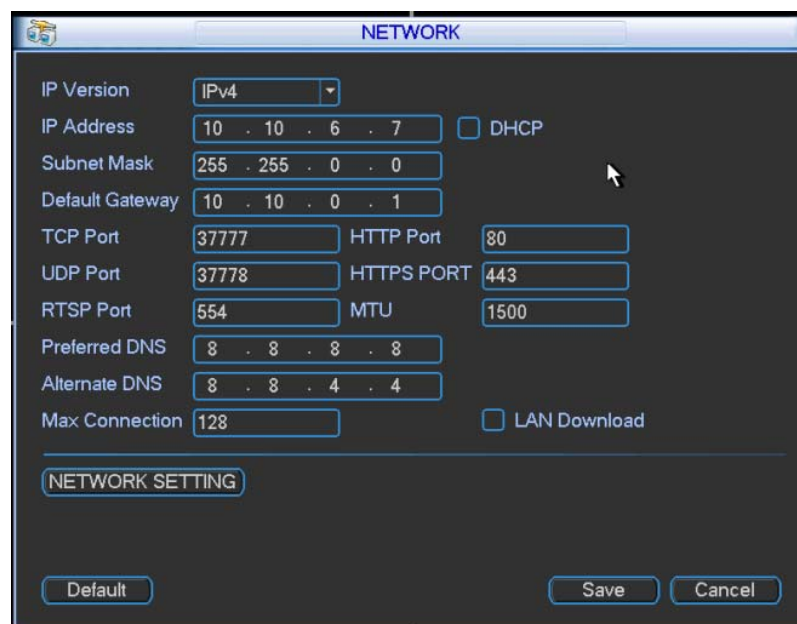 NETWORK
IP Version IPv4
IP Address 10 . 10 . 6 . 7 DHCP
Subnet Mask 255 . 255 . 0 . 0
Default Gateway 10 . 10 . 0 . 1
TCP Port 37777 HTTP Port 80
UDP Port 37778 HTTPS PORT 443
RTSP Port 554 MTU 1500
Preferred DNS 8 . 8 . 8 . 8
Alternate DNS 8 . 8 . 4 . 4
Max Connection 128 LAN Download
NETWORK SETTING
Default Save Cancel